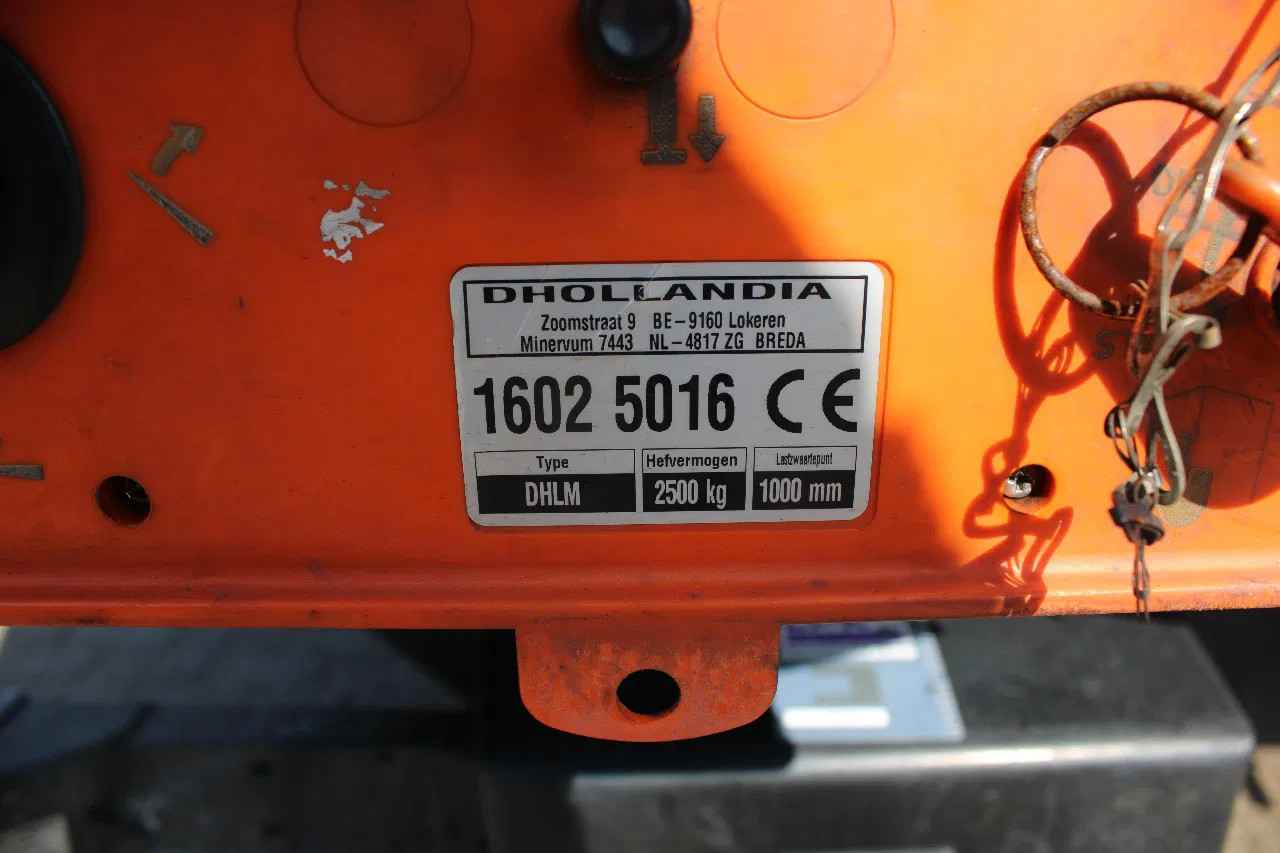 DHOLLANDIA
Zoomstraat 9 BE-9160 Lokeren
Minervum 7443 NL-4817 ZG BREDA
1602 5016 CE
Type Hefvermogen Lastzwaartepunt
DHLM 2500 kg 1000 mm